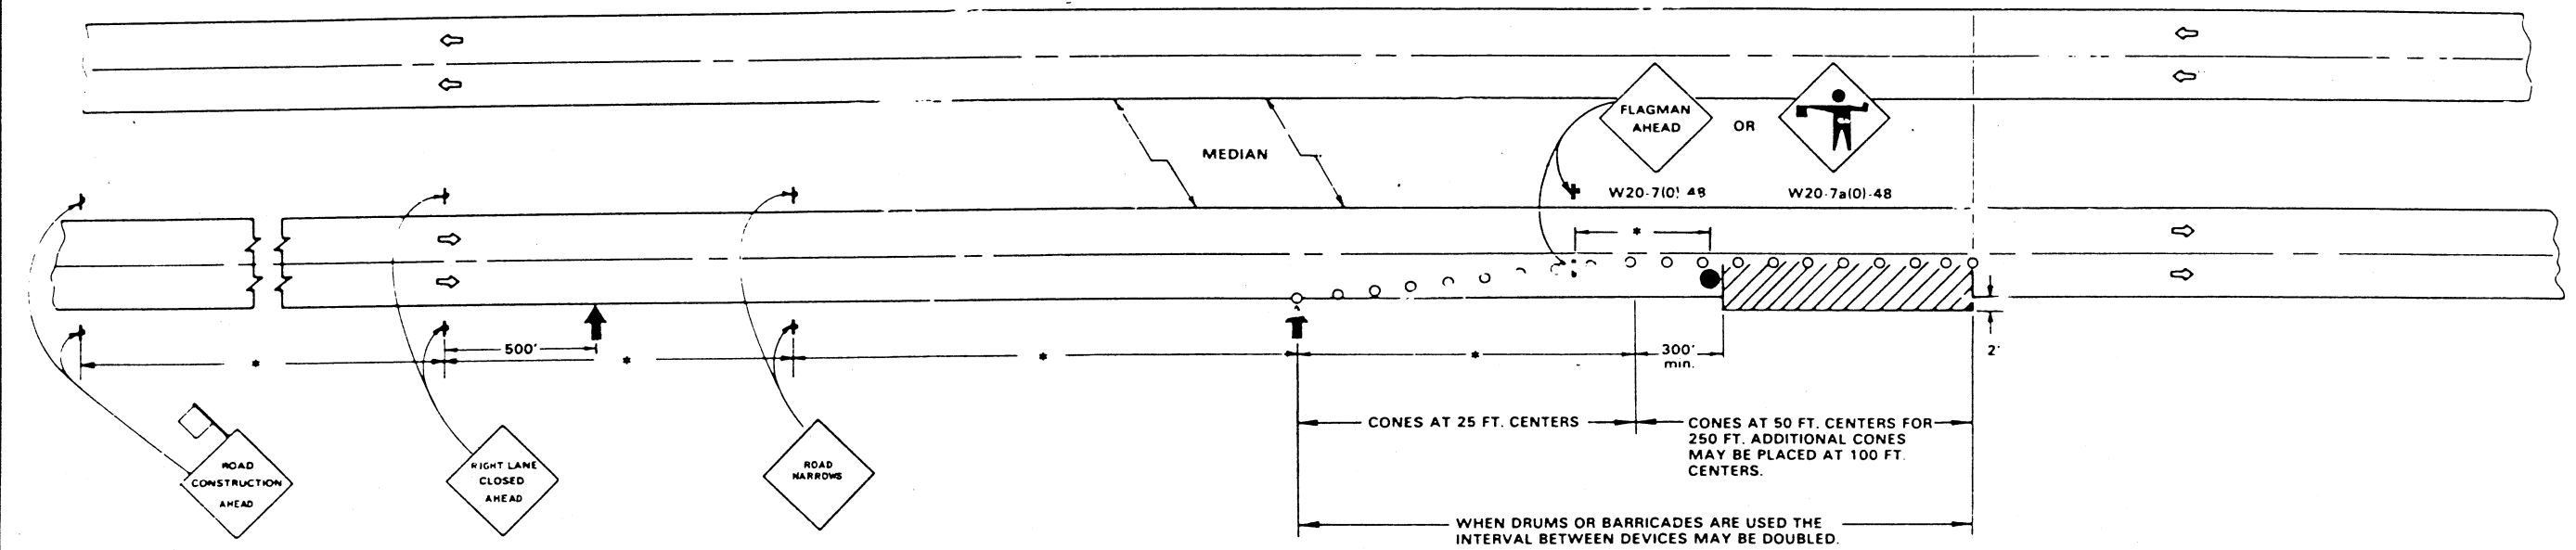 FLAGMAN
AHEAD
OR
MEDIAN
W20-7(0) 48
W20-7a(0)-48
*
500'
*
*
*
*
300'
min.
2'
CONES AT 25 FT. CENTERS
CONES AT 50 FT. CENTERS FOR
250 FT. ADDITIONAL CONES
MAY BE PLACED AT 100 FT.
CENTERS.
ROAD
CONSTRUCTION
AHEAD
RIGHT LANE
CLOSED
AHEAD
ROAD
NARROWS
WHEN DRUMS OR BARRICADES ARE USED THE
INTERVAL BETWEEN DEVICES MAY BE DOUBLED.